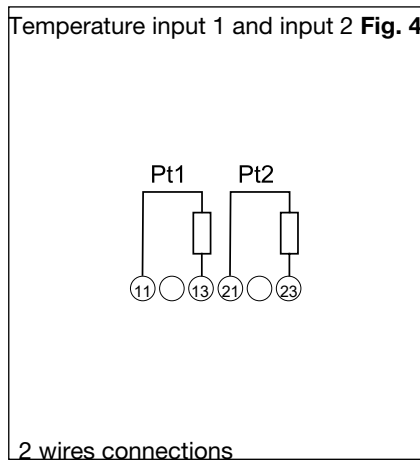 Temperature input 1 and input 2 Fig. 4
Pt1 Pt2
11 13 21 23
2 wires connections